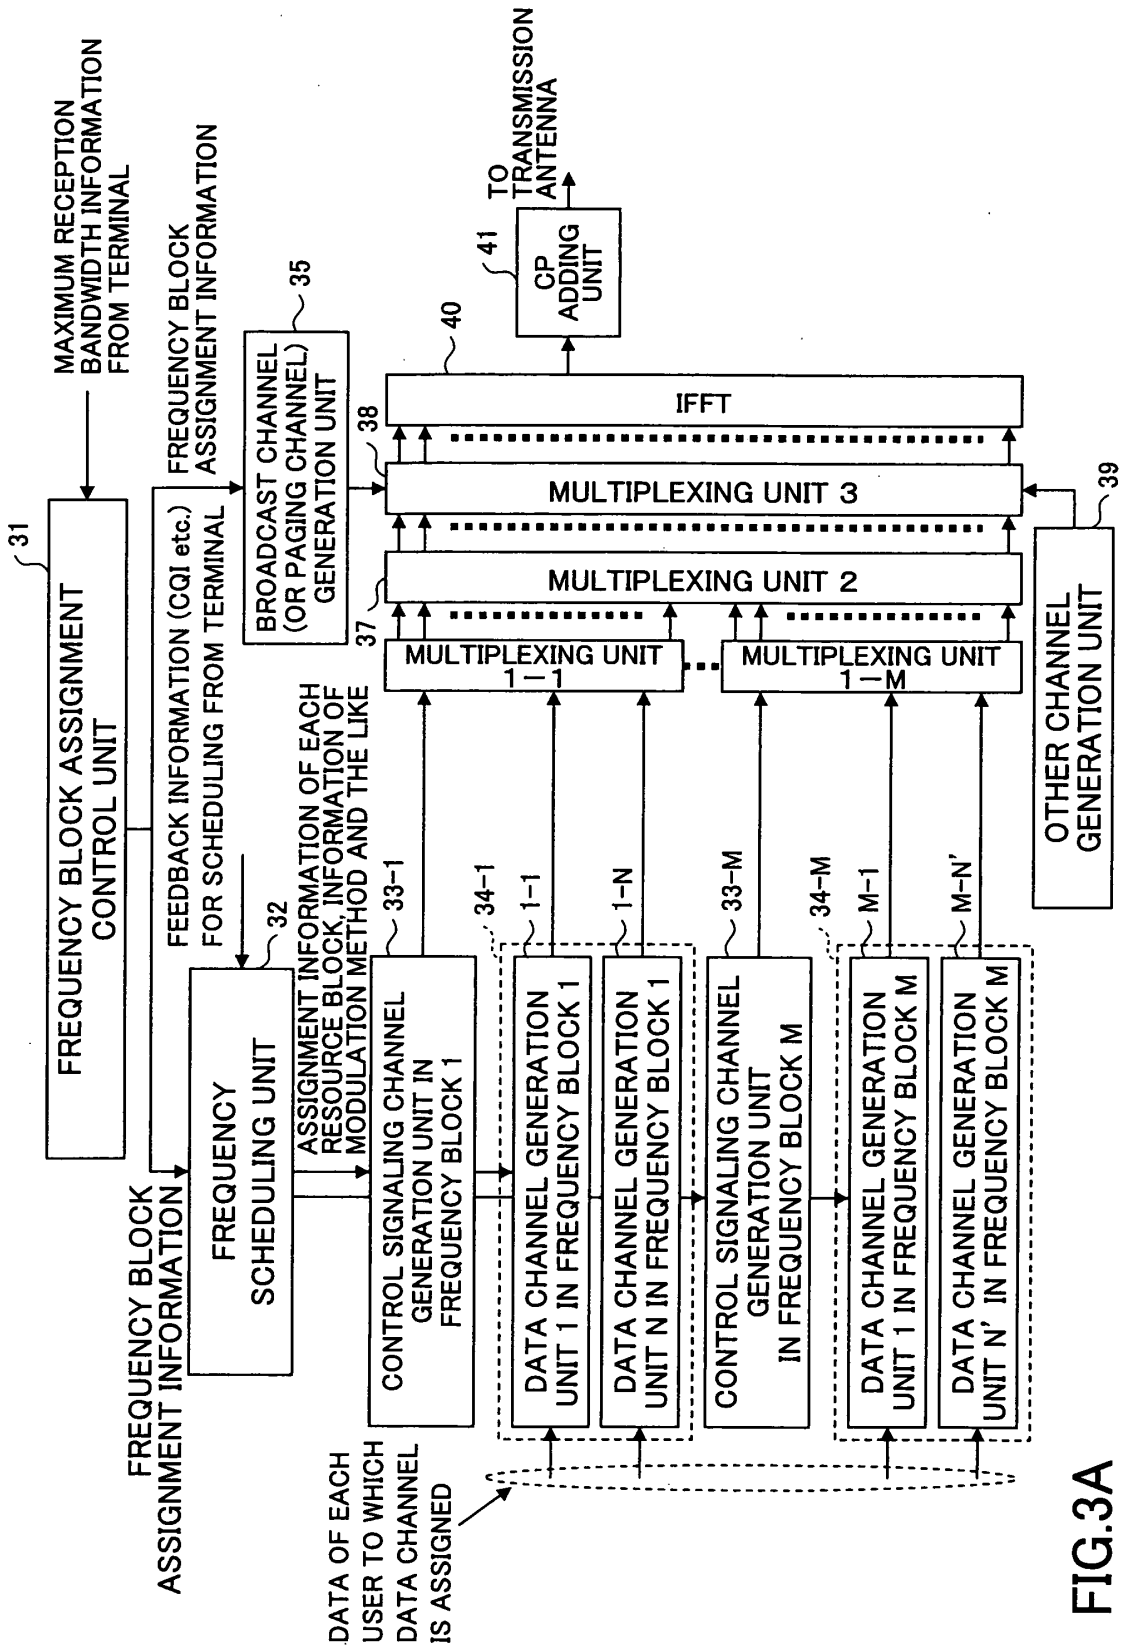 MAXIMUM RECEPTION
BANDWIDTH INFORMATION
FROM TERMINAL
31
FREQUENCY BLOCK ASSIGNMENT
CONTROL UNIT
FREQUENCY BLOCK
ASSIGNMENT INFORMATION
FREQUENCY BLOCK
ASSIGNMENT INFORMATION
FEEDBACK INFORMATION (CQI etc.)
FOR SCHEDULING FROM TERMINAL
32
FREQUENCY
SCHEDULING UNIT
35
BROADCAST CHANNEL
(OR PAGING CHANNEL)
GENERATION UNIT
ASSIGNMENT INFORMATION OF EACH
RESOURCE BLOCK, INFORMATION OF
MODULATION METHOD AND THE LIKE
DATA OF EACH
USER TO WHICH
DATA CHANNEL
IS ASSIGNED
33-1
CONTROL SIGNALING CHANNEL
GENERATION UNIT IN
FREQUENCY BLOCK 1
34-1
1-1
DATA CHANNEL GENERATION
UNIT 1 IN FREQUENCY BLOCK 1
1-N
DATA CHANNEL GENERATION
UNIT N IN FREQUENCY BLOCK 1
33-M
CONTROL SIGNALING CHANNEL
GENERATION UNIT
IN FREQUENCY BLOCK M
34-M
M-1
DATA CHANNEL GENERATION
UNIT 1 IN FREQUENCY BLOCK M
M-N'
DATA CHANNEL GENERATION
UNIT N' IN FREQUENCY BLOCK M
MULTIPLEXING UNIT
1-1
MULTIPLEXING UNIT
1-M
37
MULTIPLEXING UNIT 2
38
MULTIPLEXING UNIT 3
40
IFFT
41
CP
ADDING
UNIT
TO
TRANSMISSION
ANTENNA
39
OTHER CHANNEL
GENERATION UNIT
FIG.3A